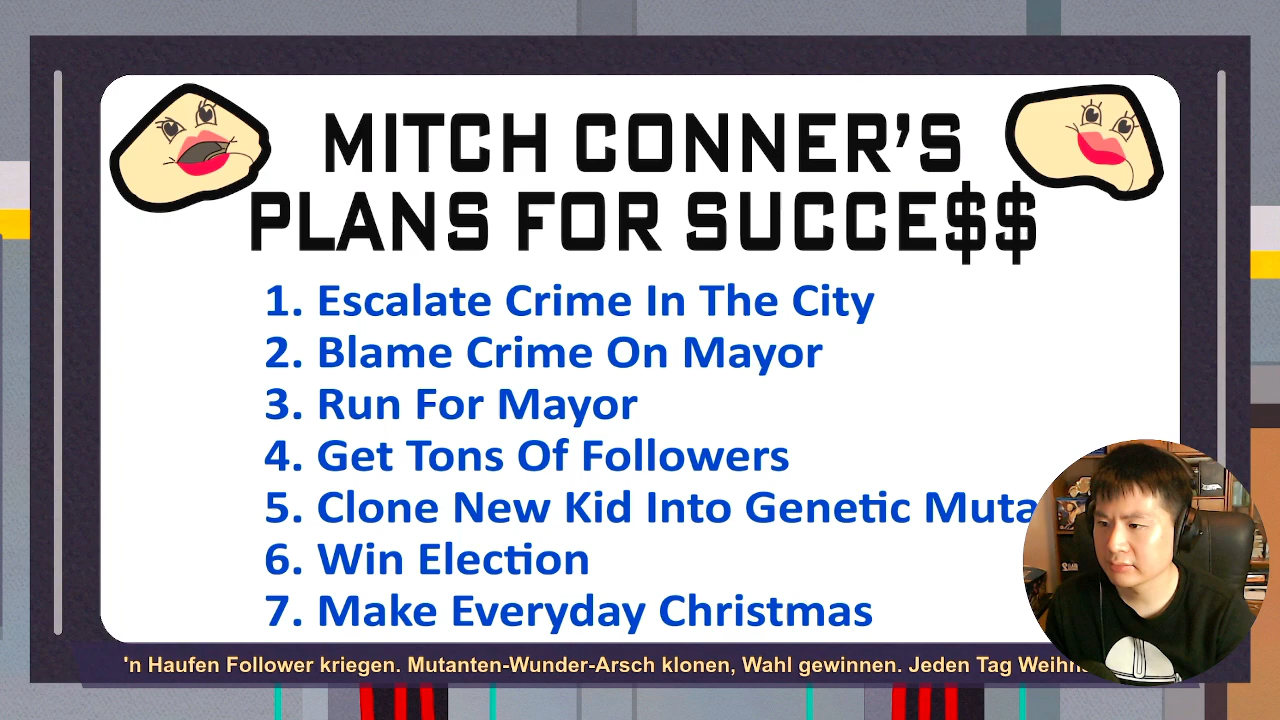 MITCH CONNER'S
PLANS FOR SUCCE$$
1. Escalate Crime In The City
2. Blame Crime On Mayor
3. Run For Mayor
4. Get Tons Of Followers
5. Clone New Kid Into Genetic
6. Win Election
7. Make Everyday Christmas
'n Haufen Follower kriegen. Mutanten-Wunder-Arsch klonen, Wahl gewinnen. Jeden Tag